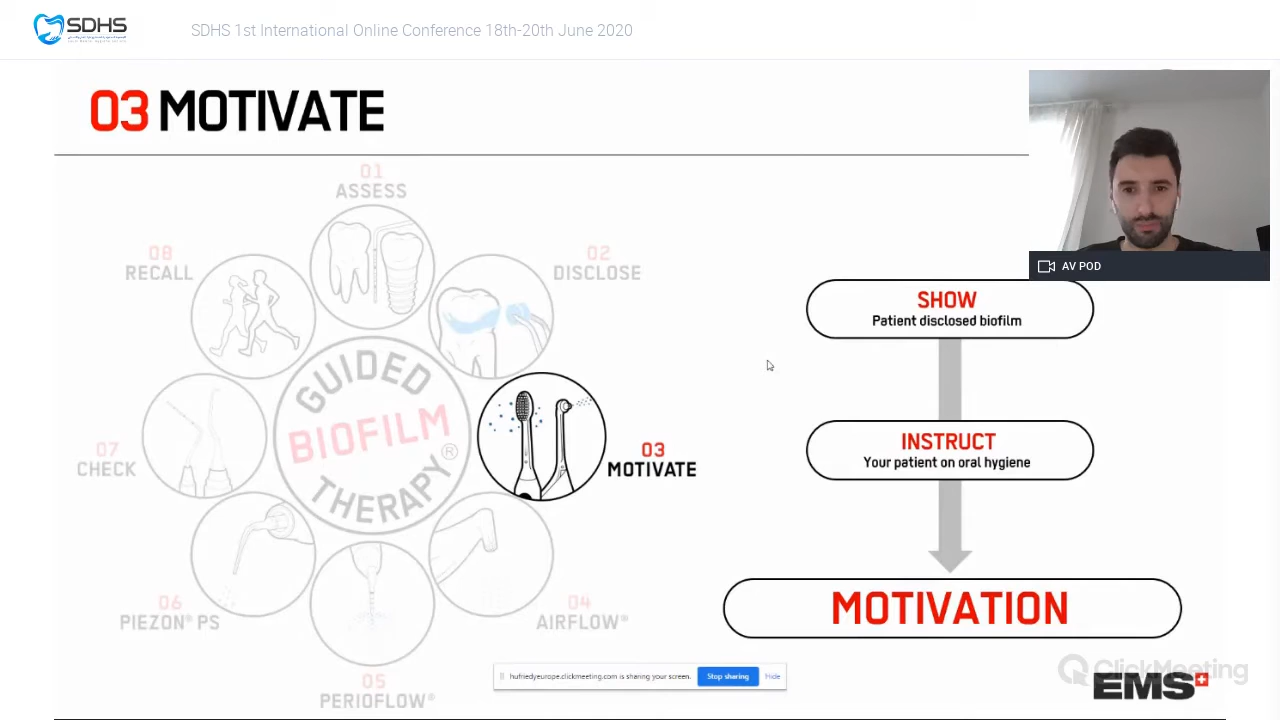 SDHS
SDHS 1st International Online Conference 18th-20th June 2020
03 MOTIVATE
01
ASSESS
02
DISCLOSE
03
MOTIVATE
04
AIRFLOW®
05
PERIOFLOW®
06
PIEZON® PS
07
CHECK
08
RECALL
GUIDED
BIOFILM
THERAPY®
AV POD
SHOW
Patient disclosed biofilm
INSTRUCT
Your patient on oral hygiene
MOTIVATION
hufriedyeurope.clickmeeting.com is sharing your screen.
Stop sharing
Hide
ClickMeeting
EMS